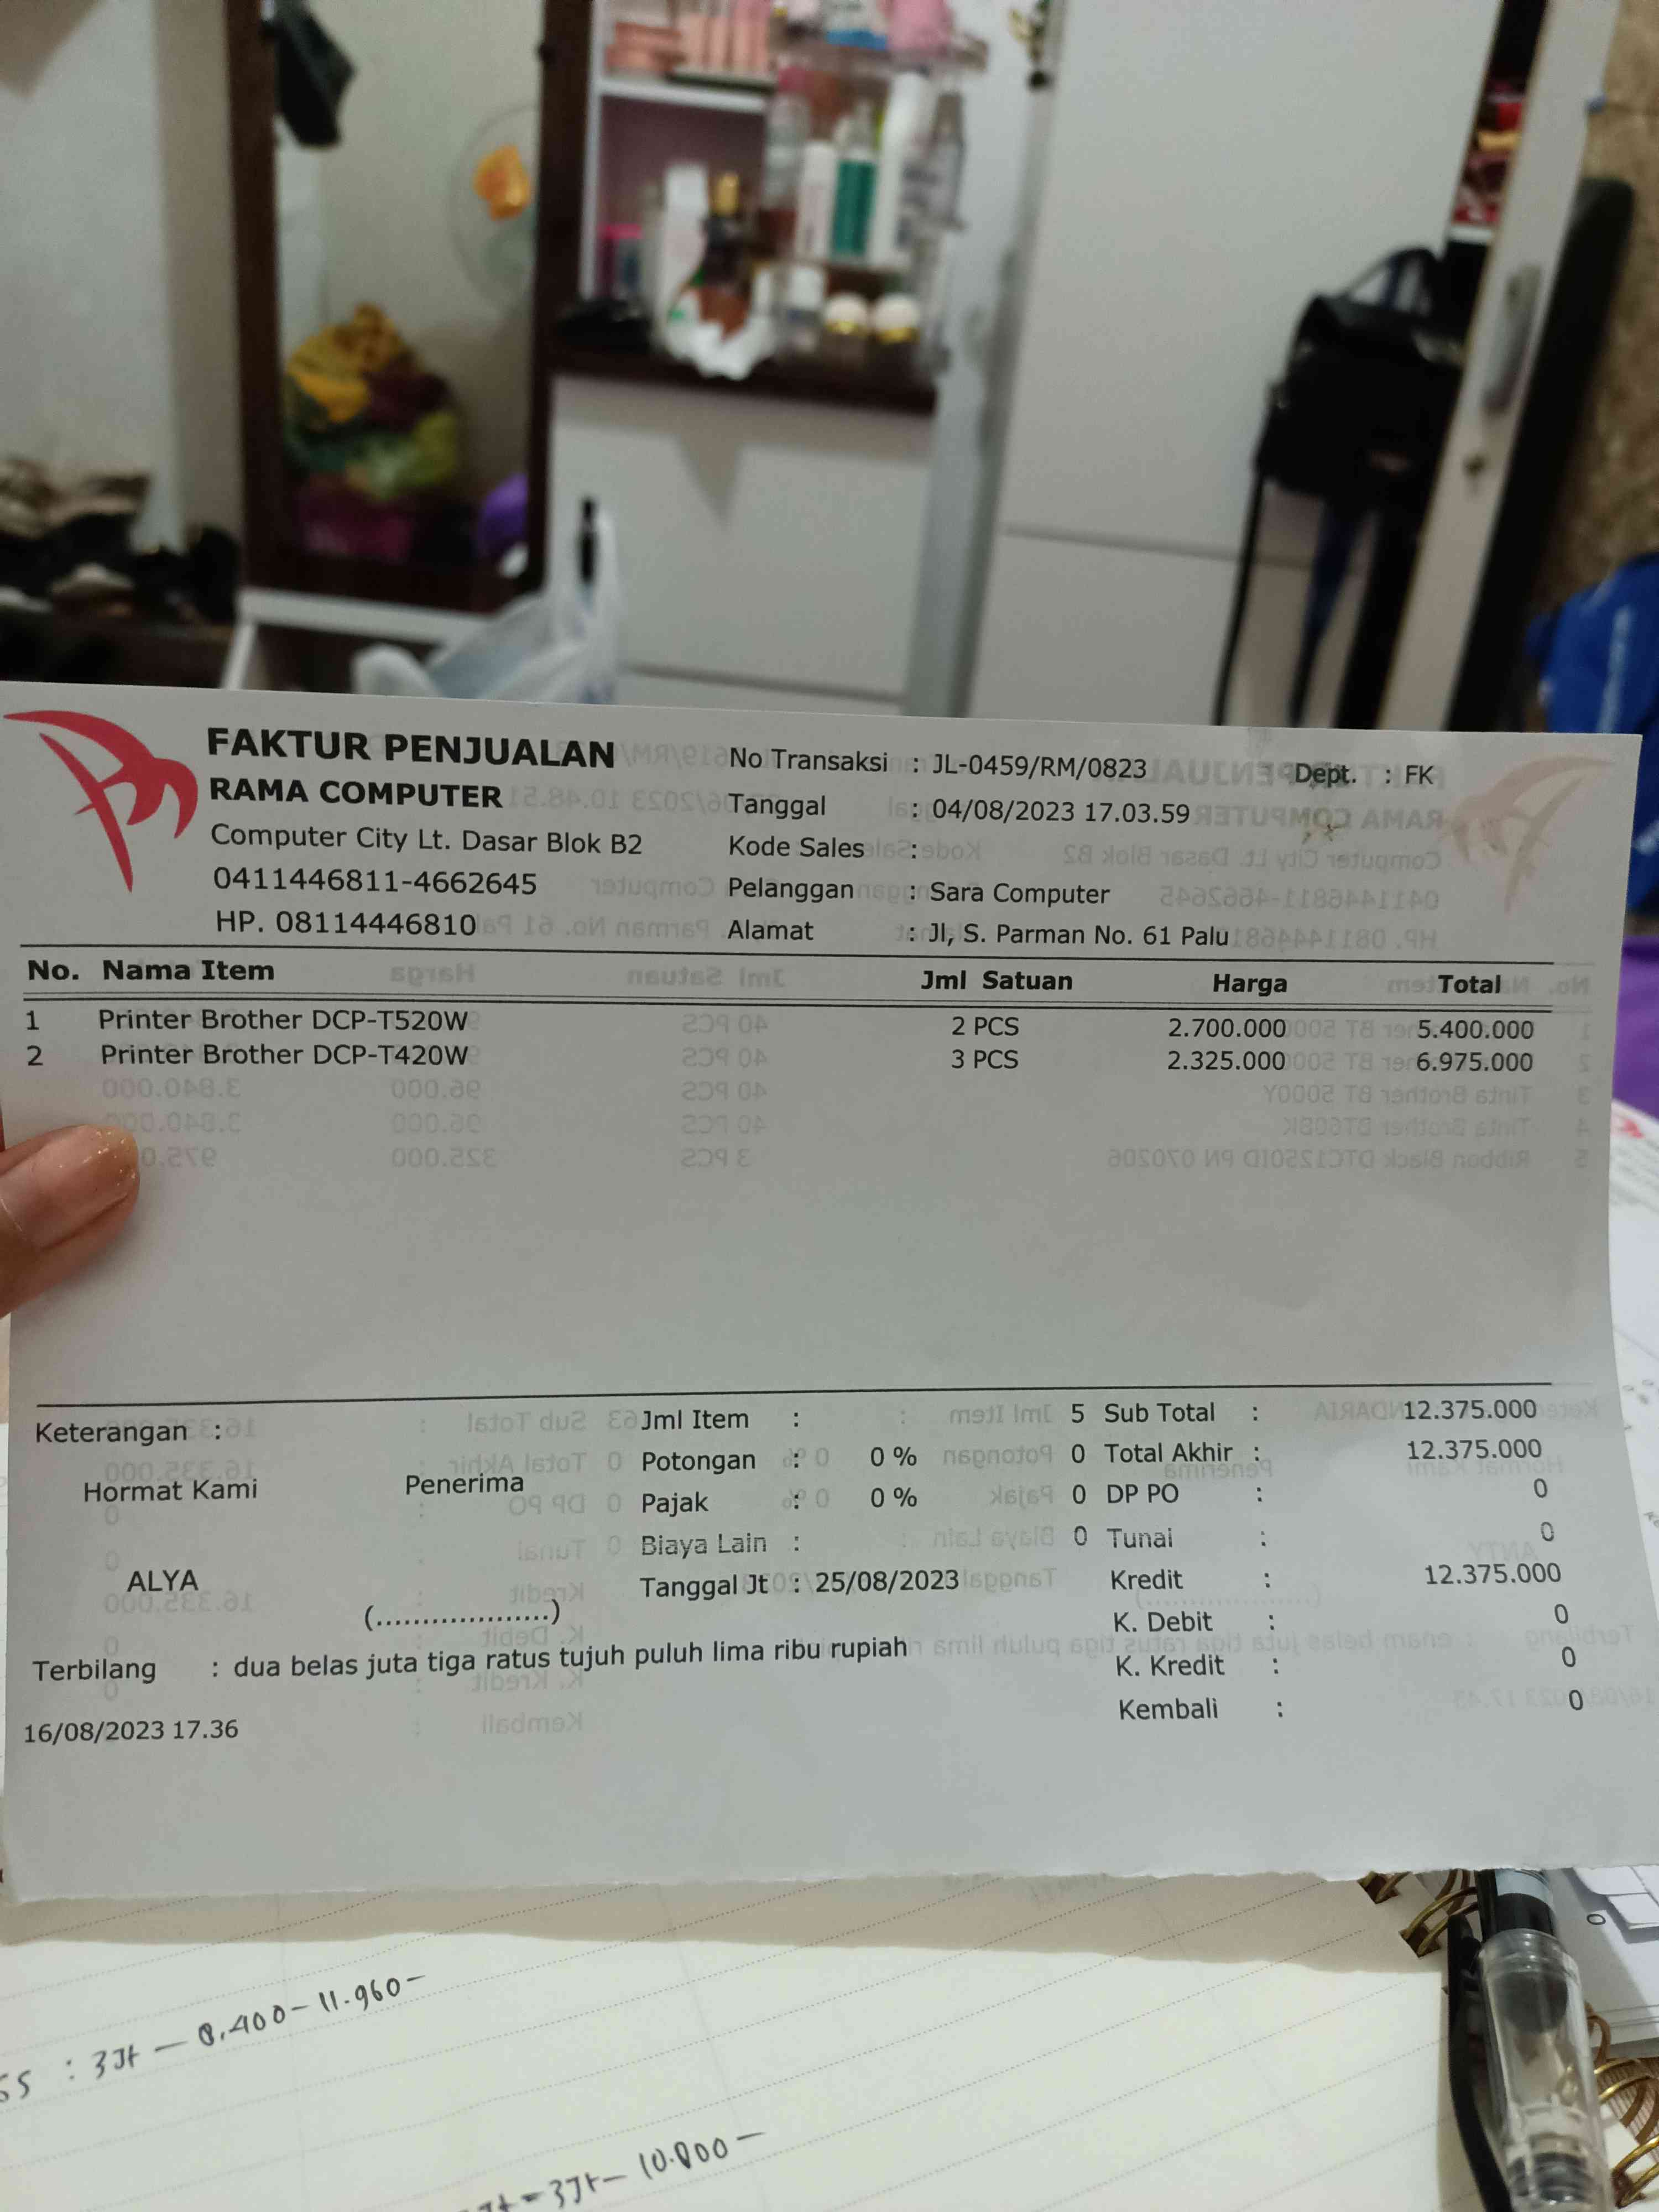 FAKTUR PENJUALAN
RAMA COMPUTER
Computer City Lt. Dasar Blok B2
0411446811-4662645
HP. 08114446810
No Transaksi : JL-0459/RM/0823
Dept. : FK
Tanggal : 04/08/2023 17.03.59
Kode Sales :
Pelanggan : Sara Computer
Alamat : Jl, S. Parman No. 61 Palu
No. Nama Item Jml Satuan Harga Total
1 Printer Brother DCP-T520W 2 PCS 2.700.000 5.400.000
2 Printer Brother DCP-T420W 3 PCS 2.325.000 6.975.000
Keterangan :
Hormat Kami
Penerima
ALYA
(....................)
Jml Item : 5
Potongan : 0 % 0
Pajak : 0 % 0
Biaya Lain : 0
Tanggal Jt : 25/08/2023
Sub Total : 12.375.000
Total Akhir : 12.375.000
DP PO : 0
Tunai : 0
Kredit : 12.375.000
K. Debit : 0
K. Kredit : 0
Kembali : 0
Terbilang : dua belas juta tiga ratus tujuh puluh lima ribu rupiah
16/08/2023 17.36
: 3Jt — 8.400 - 11.960 -
= 3Jt - 10.800 -